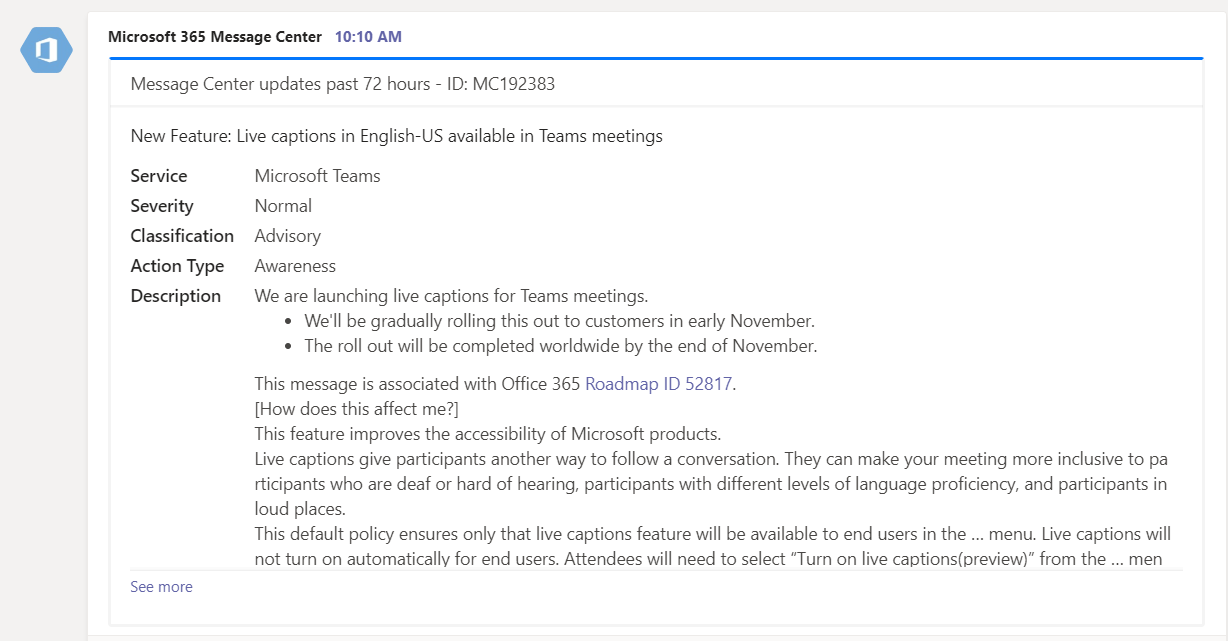 Microsoft 365 Message Center 10:10 AM
Message Center updates past 72 hours - ID: MC192383
New Feature: Live captions in English-US available in Teams meetings
Service Microsoft Teams
Severity Normal
Classification Advisory
Action Type Awareness
Description We are launching live captions for Teams meetings.
• We'll be gradually rolling this out to customers in early November.
• The roll out will be completed worldwide by the end of November.
This message is associated with Office 365 Roadmap ID 52817.
[How does this affect me?]
This feature improves the accessibility of Microsoft products.
Live captions give participants another way to follow a conversation. They can make your meeting more inclusive to pa
rticipants who are deaf or hard of hearing, participants with different levels of language proficiency, and participants in
loud places.
This default policy ensures only that live captions feature will be available to end users in the ... menu. Live captions will
not turn on automatically for end users. Attendees will need to select “Turn on live captions(preview)” from the ... men
See more